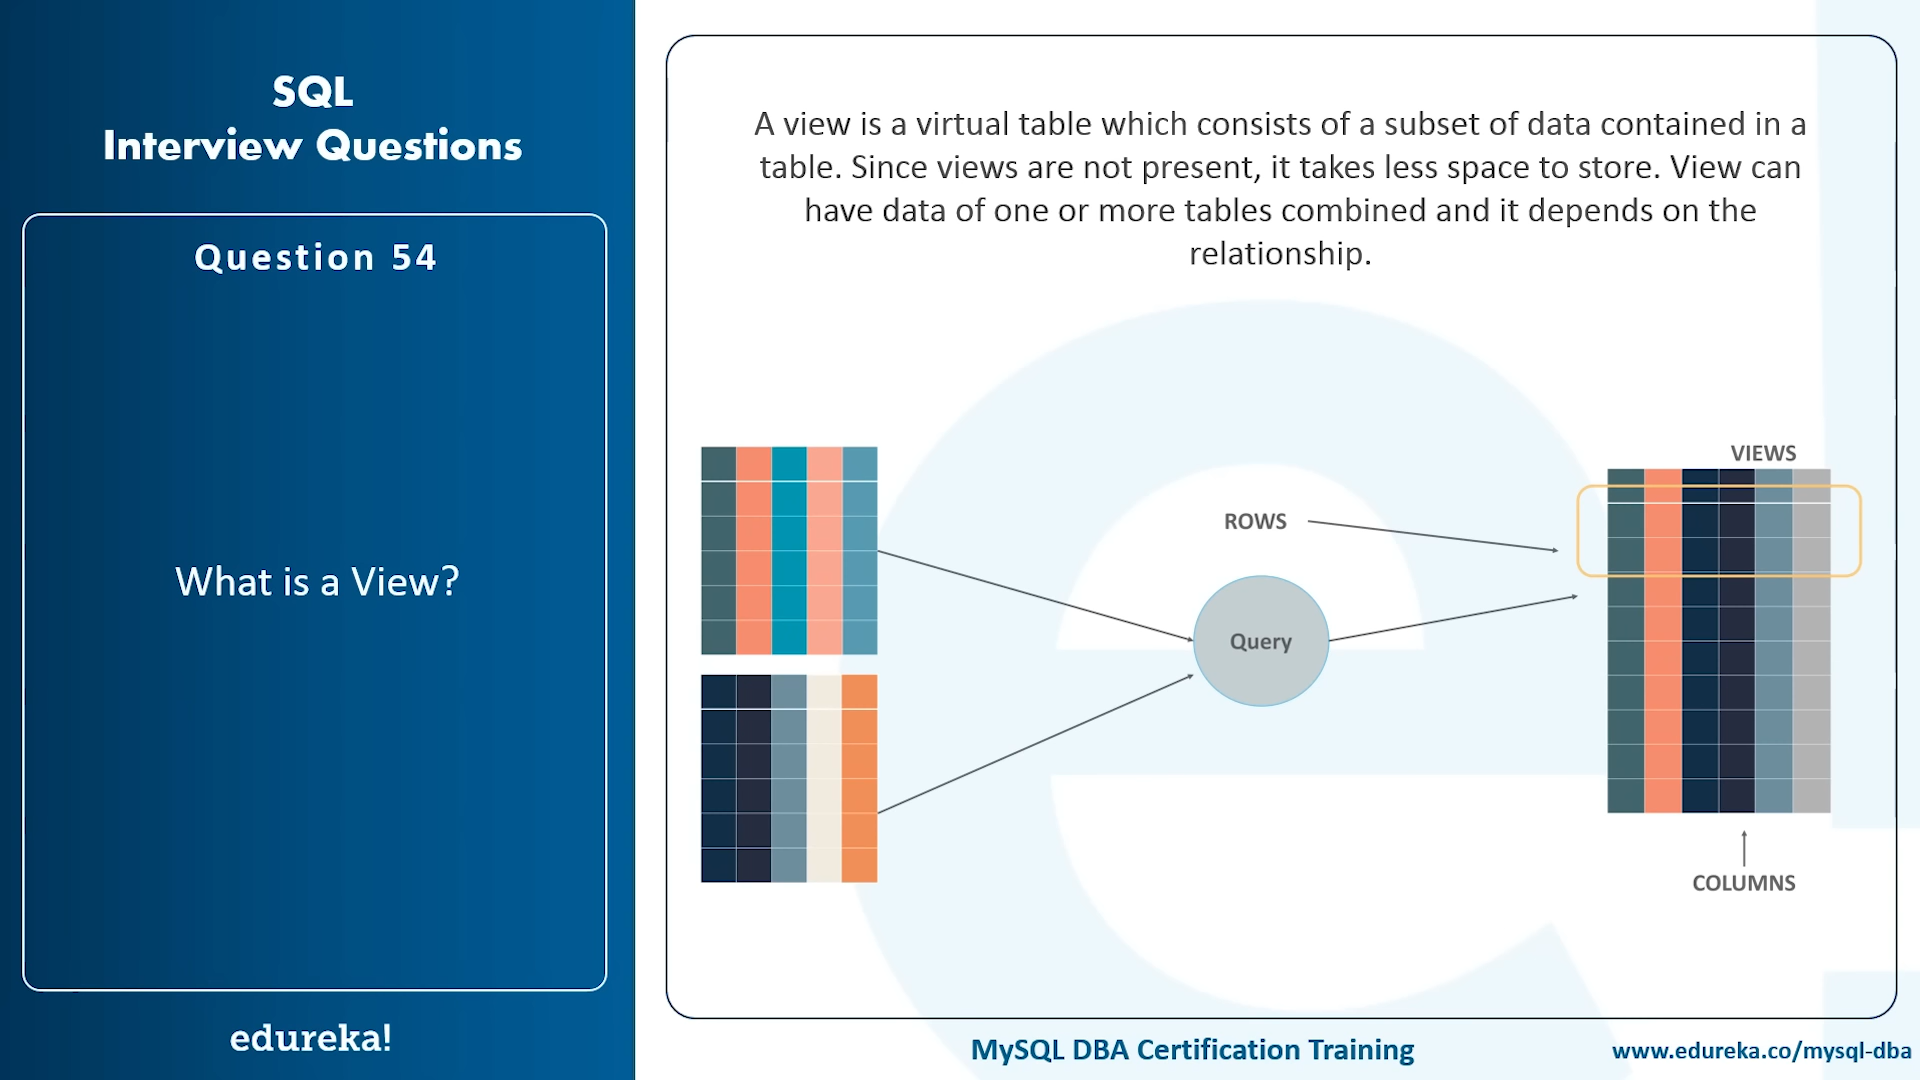 SQL
Interview Questions
Question 54
What is a View?
edureka!
A view is a virtual table which consists of a subset of data contained in a
table. Since views are not present, it takes less space to store. View can
have data of one or more tables combined and it depends on the
relationship.
VIEWS
ROWS
Query
COLUMNS
MySQL DBA Certification Training
www.edureka.co/mysql-dba